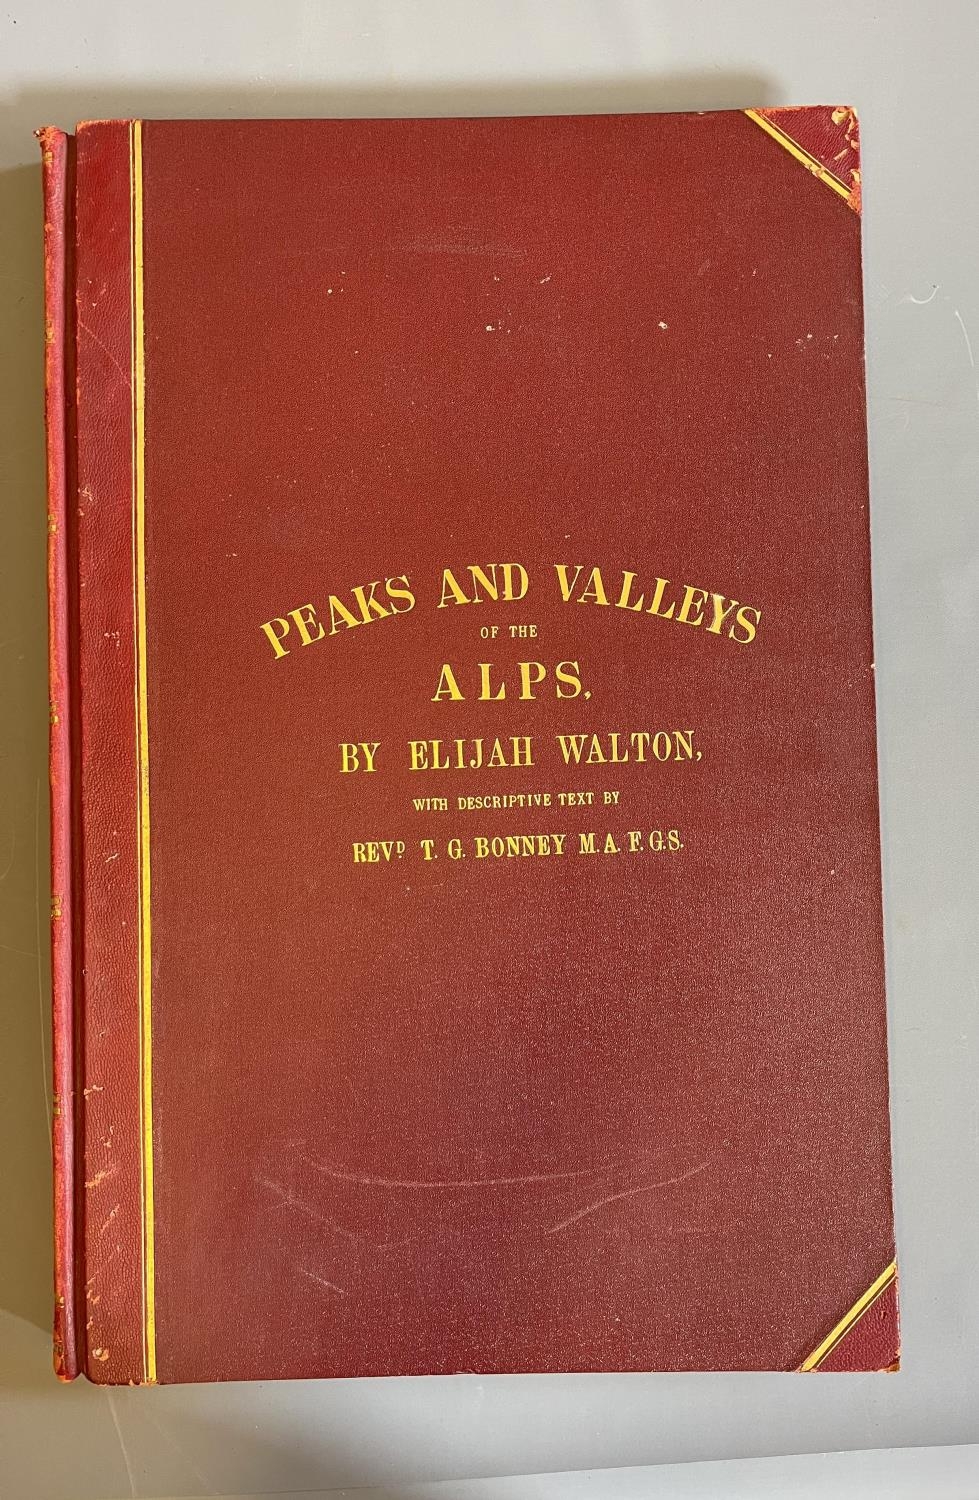 PEAKS AND VALLEYS
OF THE
ALPS,
BY ELIJAH WALTON,
WITH DESCRIPTIVE TEXT BY
REVᴰ T. G. BONNEY M.A. F.G.S.